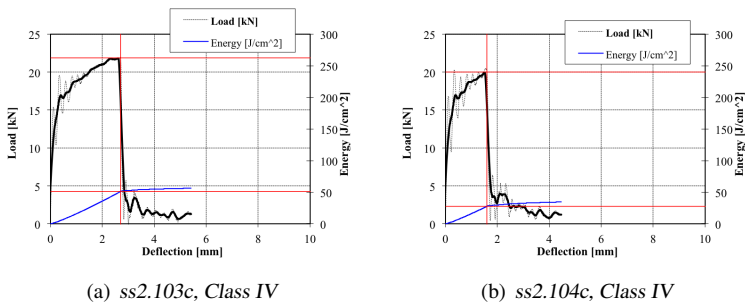 Load [kN]
Energy [J/cm^2]
25
20
15
10
5
0
Load [kN]
300
250
200
150
100
50
0
Energy [J/cm^2]
0 2 4 6 8 10
Deflection [mm]
(a) ss2.103c, Class IV
Load [kN]
Energy [J/cm^2]
25
20
15
10
5
0
Load [kN]
300
250
200
150
100
50
0
Energy [J/cm^2]
0 2 4 6 8 10
Deflection [mm]
(b) ss2.104c, Class IV